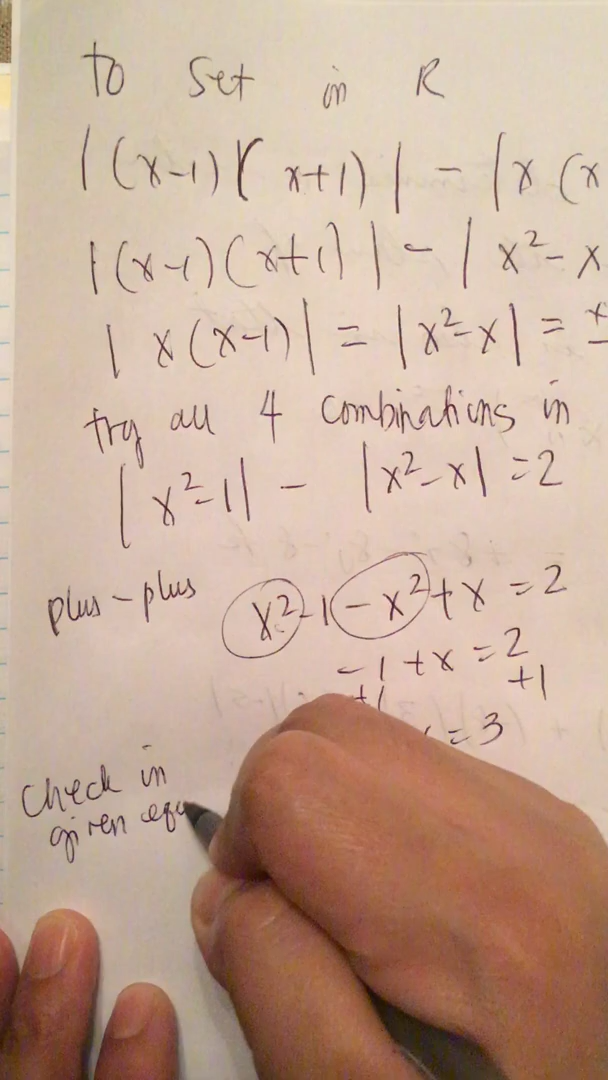 to set in R
|(x-1)(x+1)| - |x(x
|(x-1)(x+1)| - |x²-x
|x(x-1)| = |x²-x| = ±
try all 4 combinations in
|x²-1| - |x²-x| = 2
plus-plus x²-1-x²+x = 2
-1+x = 2
+1 +1
= 3
Check in
given equ